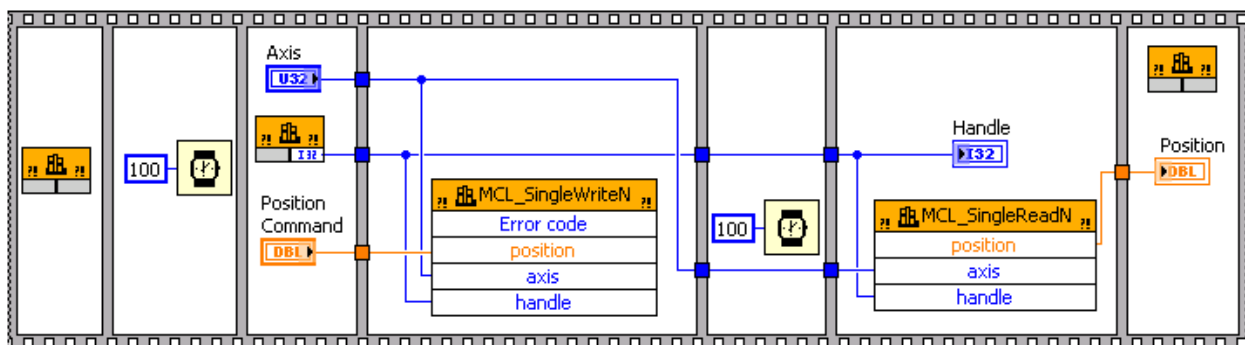 100
Axis
U32
I32
Position
Command
DBL
MCL_SingleWriteN
Error code
position
axis
handle
100
Handle
I32
MCL_SingleReadN
position
axis
handle
Position
DBL